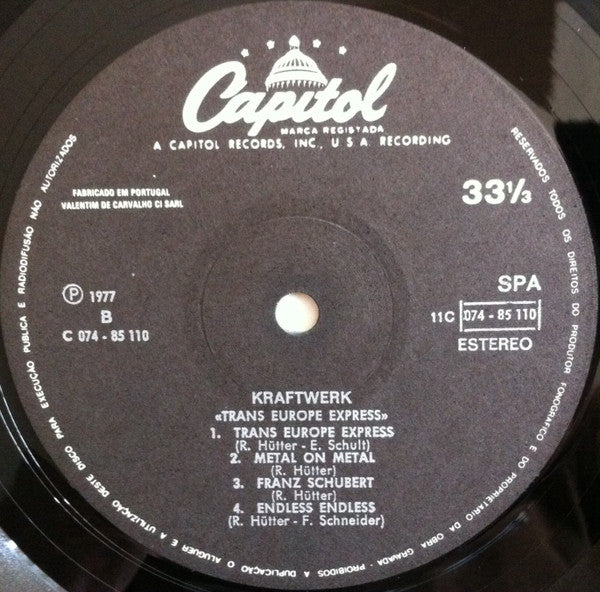 Capitol
MARCA REGISTADA
A CAPITOL RECORDS, INC., U S A RECORDING
FABRICADO EM PORTUGAL
VALENTIM DE CARVALHO CI SARL
33⅓
℗ 1977
B
C 074 - 85 110
SPA
11C 074 - 85 110
ESTEREO
KRAFTWERK
«TRANS EUROPE EXPRESS»
1. TRANS EUROPE EXPRESS
(R. Hütter - E. Schult)
2. METAL ON METAL
(R. Hütter)
3. FRANZ SCHUBERT
(R. Hütter)
4. ENDLESS ENDLESS
(R. Hütter - F. Schneider)
RESERVADOS TODOS OS DIREITOS DO PRODUTOR FONOGRÁFICO E DO PROPRIETÁRIO DA OBRA GRAVADA - PROIBIDOS A DUPLICAÇÃO O ALUGUER E A UTILIZAÇÃO DESTE DISCO PARA EXECUÇÃO PUBLICA E RADIODIFUSÃO NÃO AUTORIZADOS